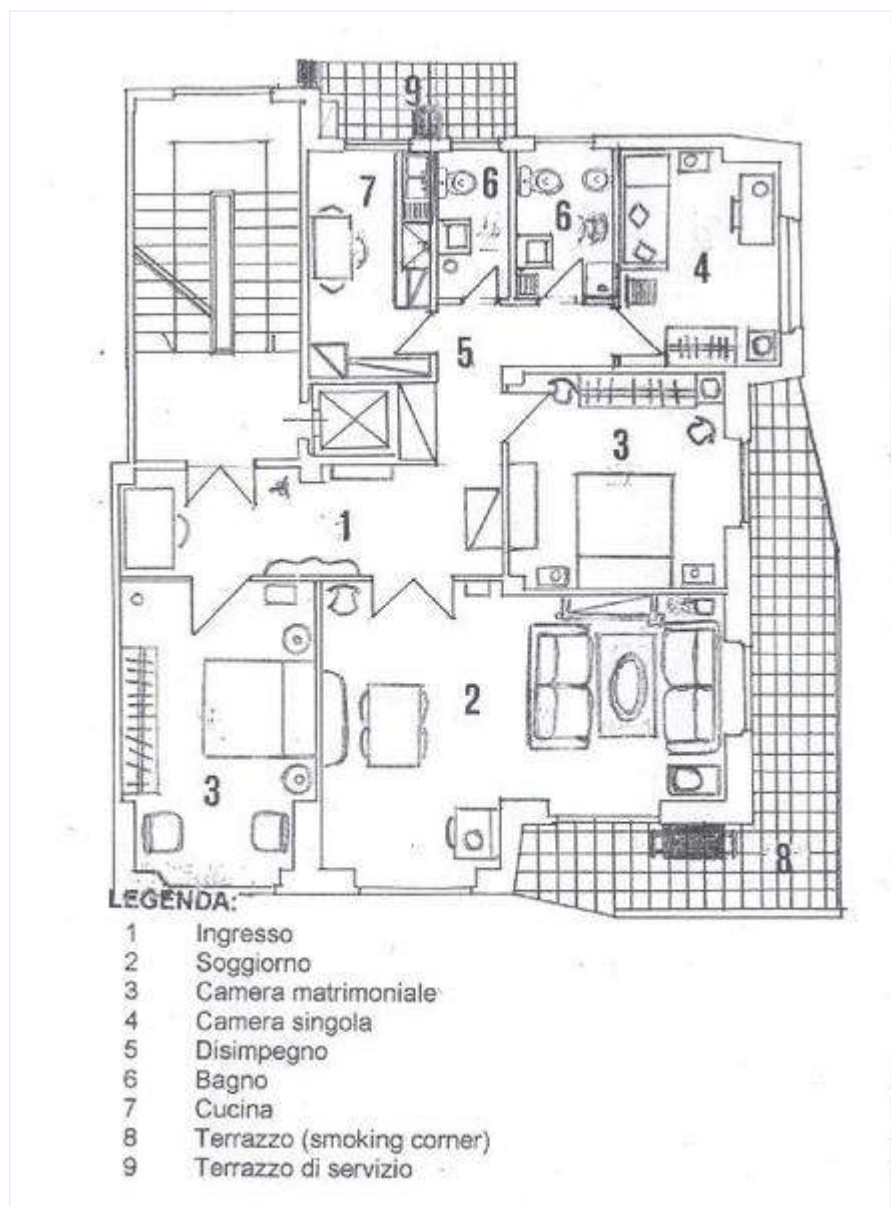 9
7
6
6
4
5
3
1
2
3
8
LEGENDA:
1 Ingresso
2 Soggiorno
3 Camera matrimoniale
4 Camera singola
5 Disimpegno
6 Bagno
7 Cucina
8 Terrazzo (smoking corner)
9 Terrazzo di servizio